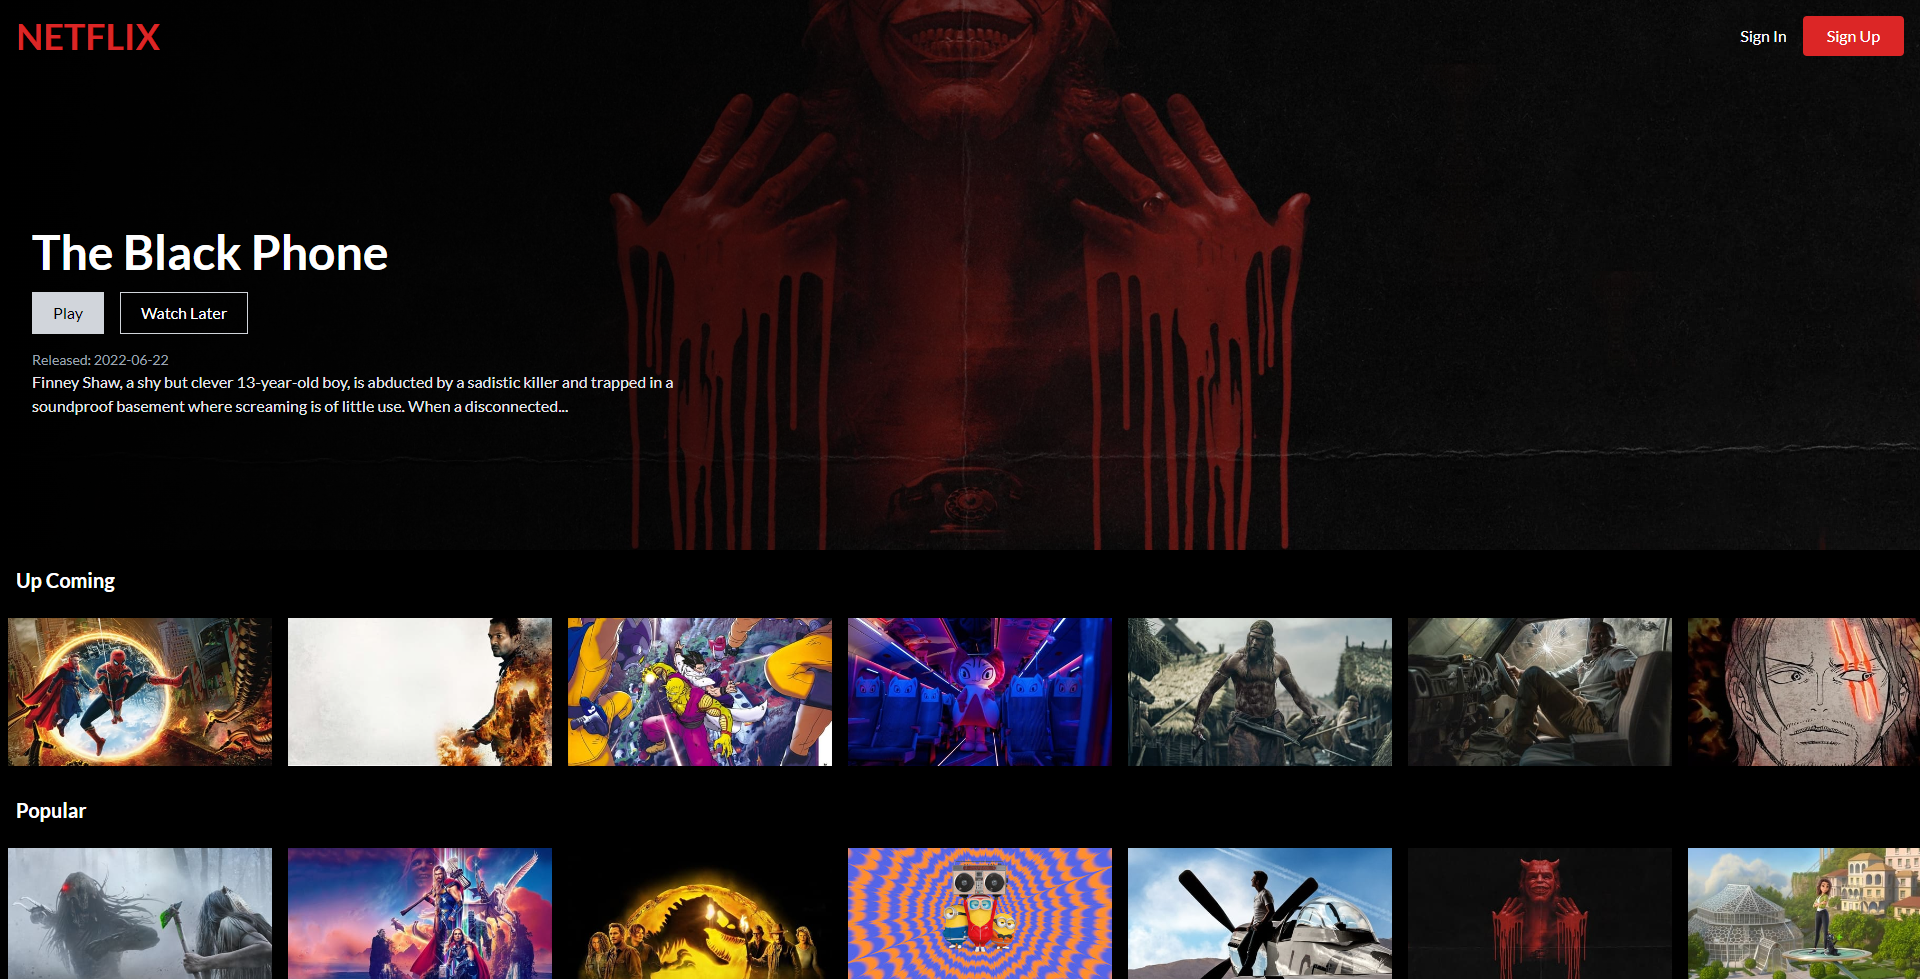 NETFLIX
Sign In
Sign Up
The Black Phone
Play
Watch Later
Released: 2022-06-22
Finney Shaw, a shy but clever 13-year-old boy, is abducted by a sadistic killer and trapped in a
soundproof basement where screaming is of little use. When a disconnected...
Up Coming
Popular